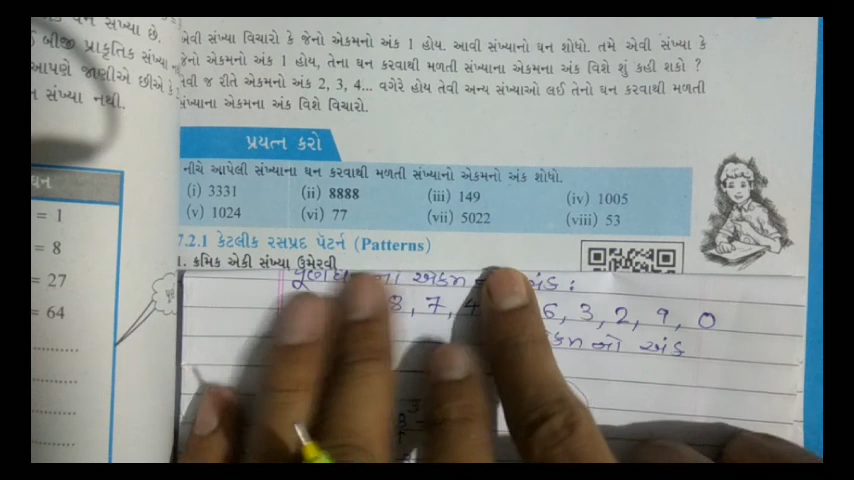 ધન સંખ્યા છે.
બીજી પ્રાકૃતિક સંખ્યા
આપણે જાણીએ છીએ કે
સંખ્યા નથી.
ઘન
= 1
= 8
= 27
= 64
એવી સંખ્યા વિચારો કે જેનો એકમનો અંક 1 હોય. આવી સંખ્યાનો ઘન શોધો. તમે એવી સંખ્યા કે
જેનો એકમનો અંક 1 હોય, તેના ઘન કરવાથી મળતી સંખ્યાના એકમના અંક વિશે શું કહી શકો ?
તેવી જ રીતે એકમનો અંક 2, 3, 4... વગેરે હોય તેવી અન્ય સંખ્યાઓ લઈ તેનો ઘન કરવાથી મળતી
સંખ્યાના એકમના અંક વિશે વિચારો.
પ્રયત્ન કરો
નીચે આપેલી સંખ્યાના ઘન કરવાથી મળતી સંખ્યાનો એકમનો અંક શોધો.
(i) 3331 (ii) 8888 (iii) 149 (iv) 1005
(v) 1024 (vi) 77 (vii) 5022 (viii) 53
7.2.1 કેટલીક રસપ્રદ પૅટર્ન (Patterns)
1. ક્રમિક એકી સંખ્યા ઉમેરવી
ના એકમ નો અંક :
8, 7, 4 6, 3, 2, 9, 0
નો અંક